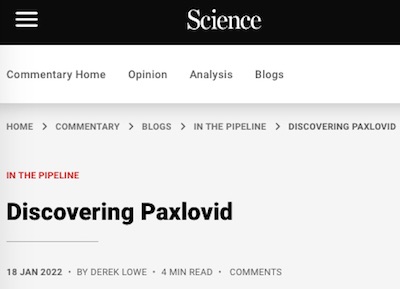 Science
Commentary Home Opinion Analysis Blogs
HOME > COMMENTARY > BLOGS > IN THE PIPELINE > DISCOVERING PAXLOVID
IN THE PIPELINE
Discovering Paxlovid
18 JAN 2022 • BY DEREK LOWE • 4 MIN READ • COMMENTS